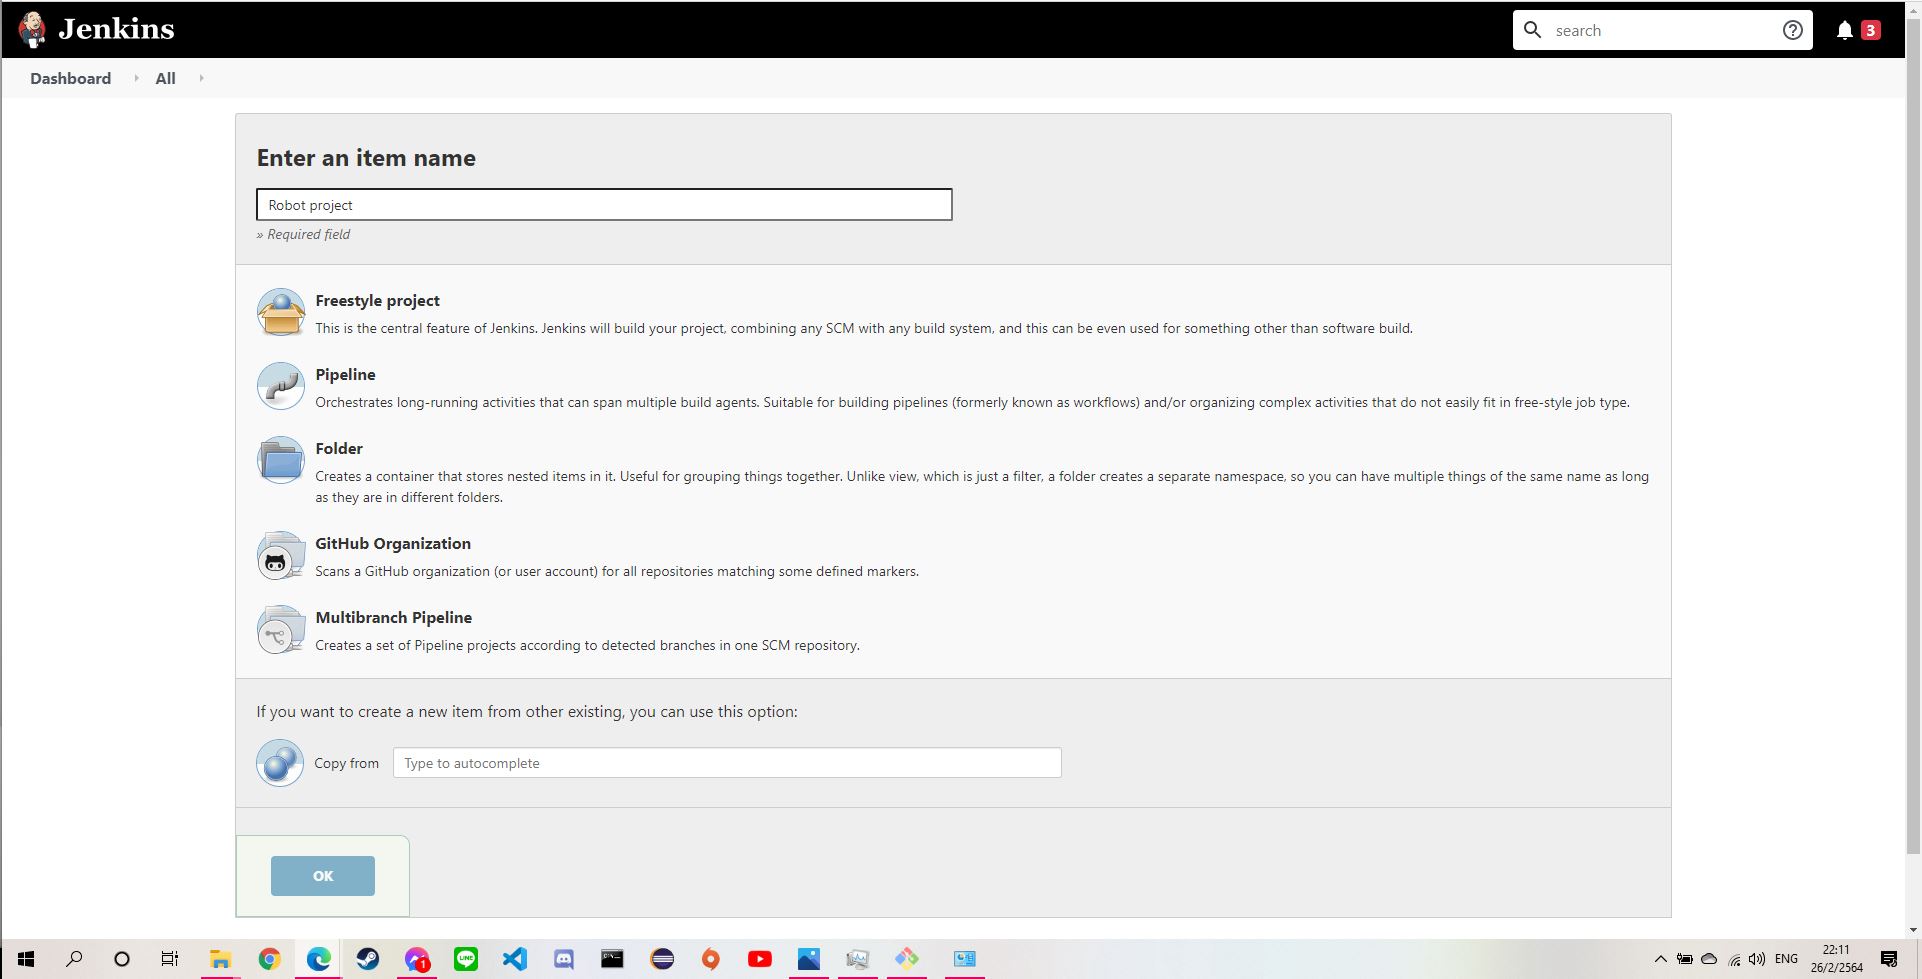 Jenkins
search
3
Dashboard
All
Enter an item name
Robot project
» Required field
Freestyle project
This is the central feature of Jenkins. Jenkins will build your project, combining any SCM with any build system, and this can be even used for something other than software build.
Pipeline
Orchestrates long-running activities that can span multiple build agents. Suitable for building pipelines (formerly known as workflows) and/or organizing complex activities that do not easily fit in free-style job type.
Folder
Creates a container that stores nested items in it. Useful for grouping things together. Unlike view, which is just a filter, a folder creates a separate namespace, so you can have multiple things of the same name as long
as they are in different folders.
GitHub Organization
Scans a GitHub organization (or user account) for all repositories matching some defined markers.
Multibranch Pipeline
Creates a set of Pipeline projects according to detected branches in one SCM repository.
If you want to create a new item from other existing, you can use this option:
Copy from
Type to autocomplete
OK
1
LINE
ENG
22:11
26/2/2564